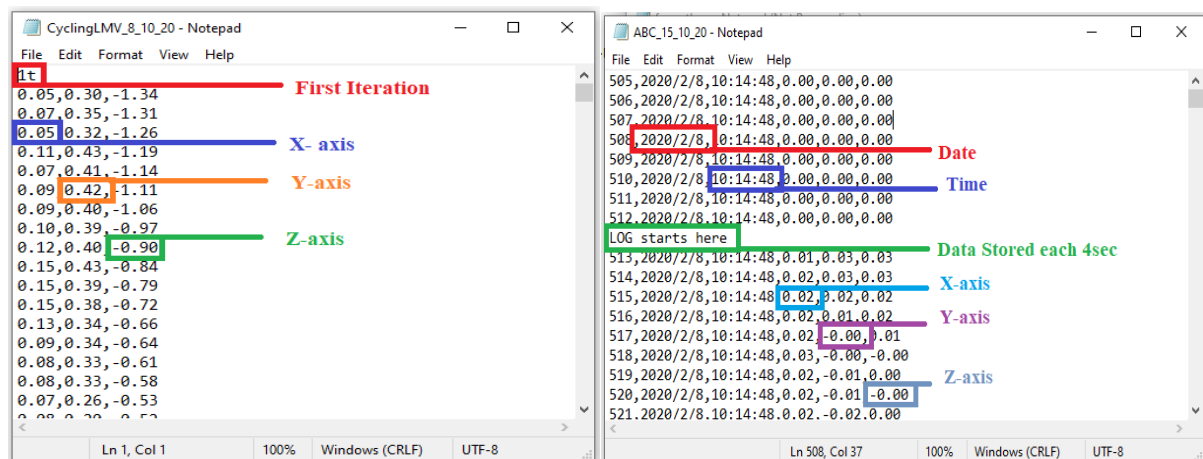 CyclingLMV_8_10_20 - Notepad
File Edit Format View Help
1t
0.05,0.30,-1.34
0.07,0.35,-1.31
0.05,0.32,-1.26
0.11,0.43,-1.19
0.07,0.41,-1.14
0.09,0.42,-1.11
0.09,0.40,-1.06
0.10,0.39,-0.97
0.12,0.40,-0.90
0.15,0.43,-0.84
0.15,0.39,-0.79
0.15,0.38,-0.72
0.13,0.34,-0.66
0.09,0.34,-0.64
0.08,0.33,-0.61
0.08,0.33,-0.58
0.07,0.26,-0.53
First Iteration
X- axis
Y-axis
Z-axis
Ln 1, Col 1 100% Windows (CRLF) UTF-8
ABC_15_10_20 - Notepad
File Edit Format View Help
505,2020/2/8,10:14:48,0.00,0.00,0.00
506,2020/2/8,10:14:48,0.00,0.00,0.00
507,2020/2/8,10:14:48,0.00,0.00,0.00
508,2020/2/8,10:14:48,0.00,0.00,0.00
509,2020/2/8,10:14:48,0.00,0.00,0.00
510,2020/2/8,10:14:48,0.00,0.00,0.00
511,2020/2/8,10:14:48,0.00,0.00,0.00
512,2020/2/8,10:14:48,0.00,0.00,0.00
LOG starts here
513,2020/2/8,10:14:48,0.01,0.03,0.03
514,2020/2/8,10:14:48,0.02,0.03,0.03
515,2020/2/8,10:14:48,0.02,0.02,0.02
516,2020/2/8,10:14:48,0.02,0.01,0.02
517,2020/2/8,10:14:48,0.02,-0.00,0.01
518,2020/2/8,10:14:48,0.03,-0.00,-0.00
519,2020/2/8,10:14:48,0.02,-0.01,0.00
520,2020/2/8,10:14:48,0.02,-0.01,-0.00
521,2020/2/8,10:14:48,0.02,-0.02,0.00
Date
Time
Data Stored each 4sec
X-axis
Y-axis
Z-axis
Ln 508, Col 37 100% Windows (CRLF) UTF-8